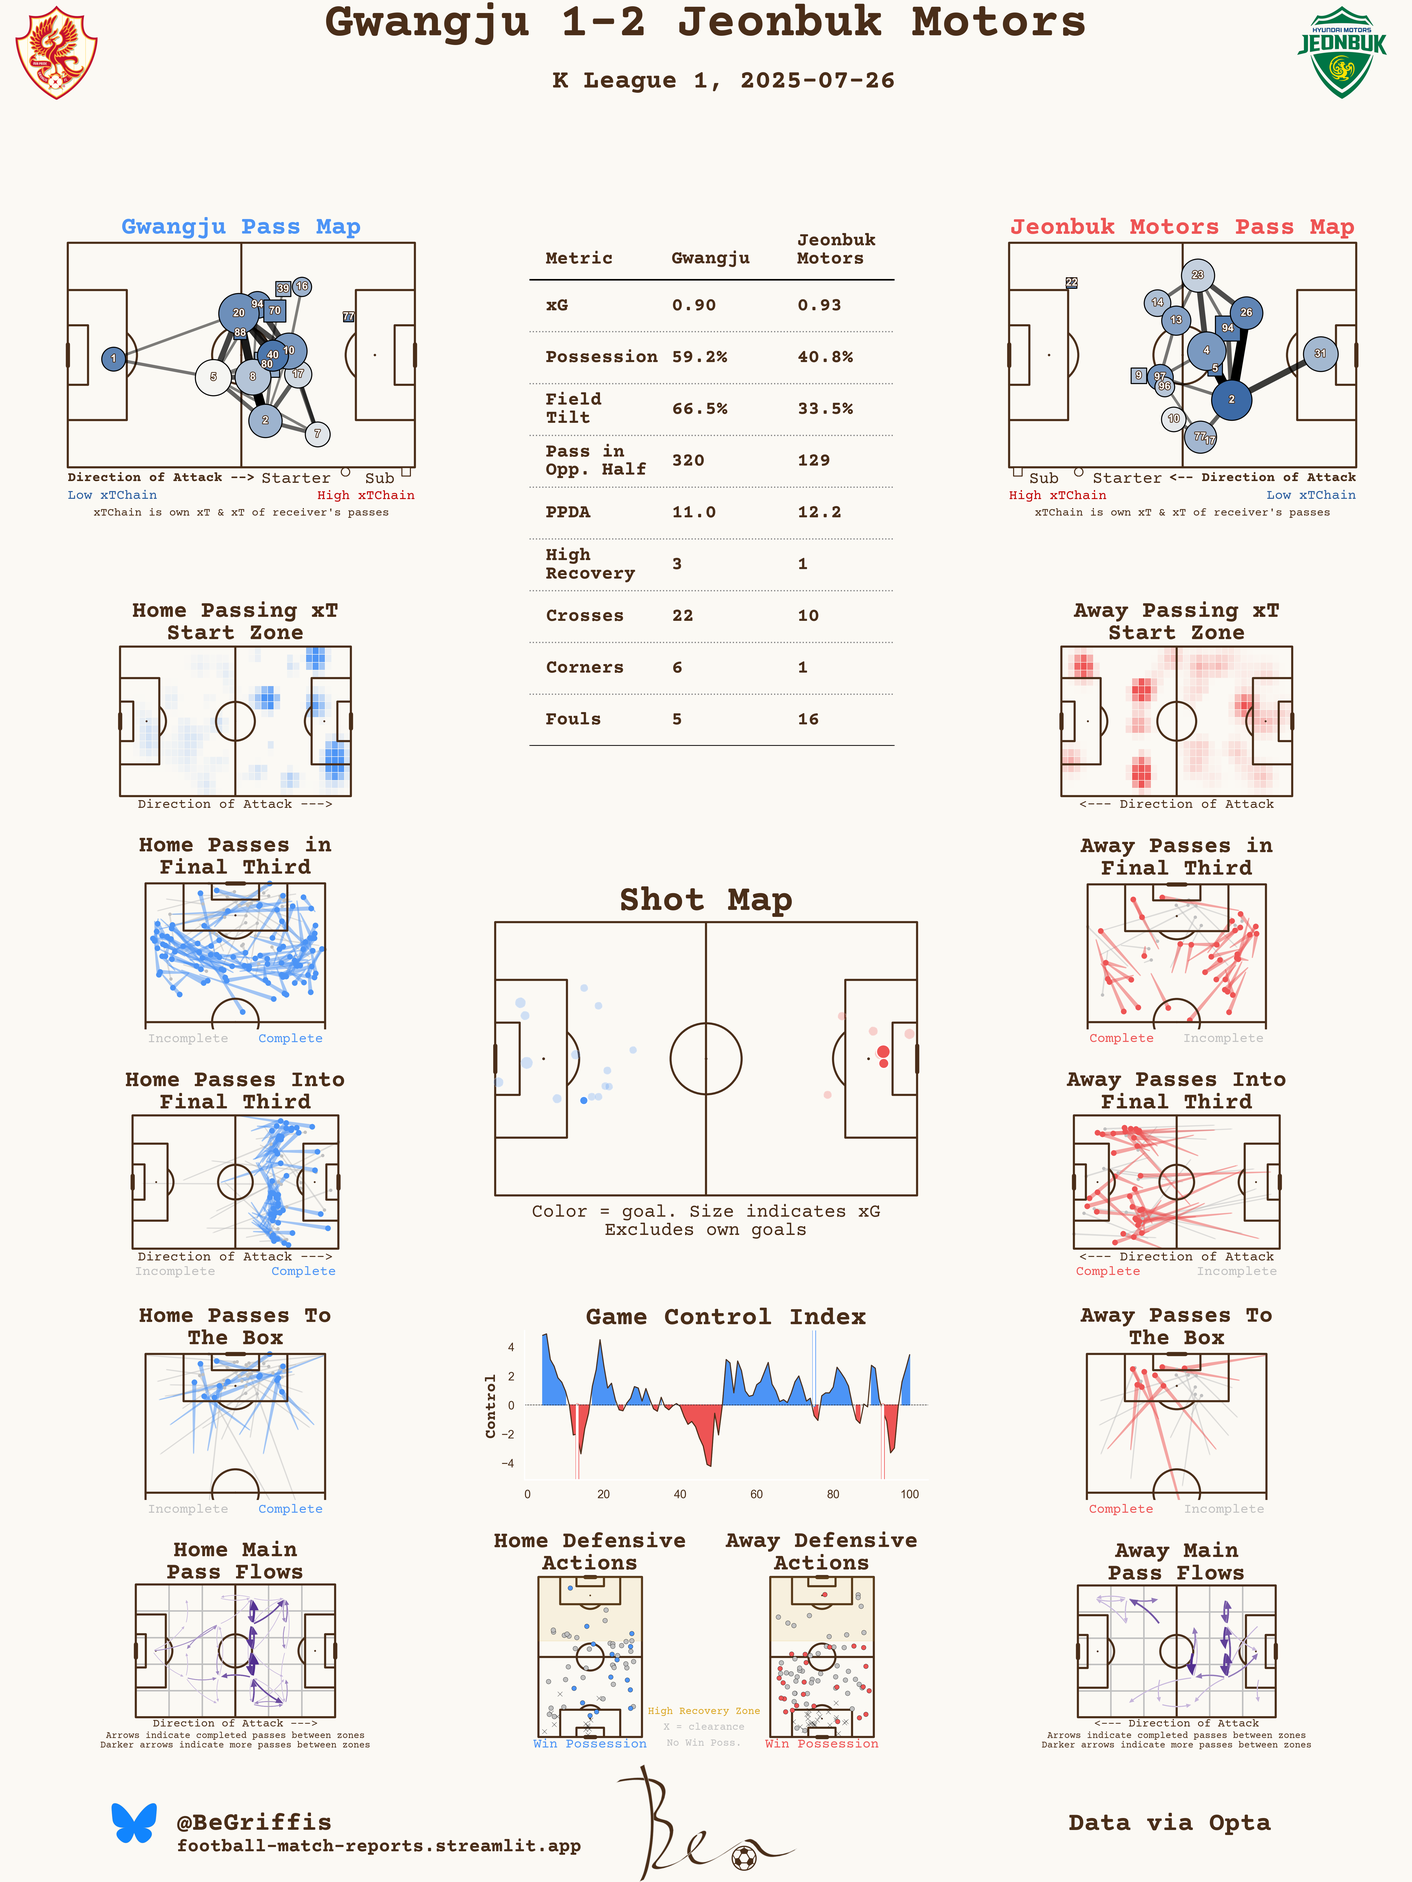 Gwangju 1-2 Jeonbuk Motors
K League 1, 2025-07-26
HYUNDAI MOTORS
JEONBUK
Gwangju Pass Map
39 16
94
20 70
77
88
10
40
1
80
5 8 17
2
7
Direction of Attack --> Starter Sub
Low xTChain High xTChain
xTChain is own xT & xT of receiver's passes
Metric Gwangju Jeonbuk
Motors
xG 0.90 0.93
Possession 59.2% 40.8%
Field
Tilt 66.5% 33.5%
Pass in
Opp. Half 320 129
PPDA 11.0 12.2
High
Recovery 3 1
Crosses 22 10
Corners 6 1
Fouls 5 16
Jeonbuk Motors Pass Map
23
22
14
26
13
94
4 31
5
9 97
96
2
10
77 17
Sub Starter <-- Direction of Attack
High xTChain Low xTChain
xTChain is own xT & xT of receiver's passes
Home Passing xT
Start Zone
Direction of Attack --->
Away Passing xT
Start Zone
<--- Direction of Attack
Home Passes in
Final Third
Incomplete Complete
Away Passes in
Final Third
Complete Incomplete
Shot Map
Color = goal. Size indicates xG
Excludes own goals
Home Passes Into
Final Third
Direction of Attack --->
Incomplete Complete
Away Passes Into
Final Third
<--- Direction of Attack
Complete Incomplete
Home Passes To
The Box
Incomplete Complete
Game Control Index
Control
4
2
0
−2
−4
0 20 40 60 80 100
Away Passes To
The Box
Complete Incomplete
Home Main
Pass Flows
Direction of Attack --->
Arrows indicate completed passes between zones
Darker arrows indicate more passes between zones
Home Defensive
Actions
Win Possession
High Recovery Zone
X = clearance
No Win Poss.
Away Defensive
Actions
Win Possession
Away Main
Pass Flows
<--- Direction of Attack
Arrows indicate completed passes between zones
Darker arrows indicate more passes between zones
@BeGriffis
football-match-reports.streamlit.app
Ben
Data via Opta